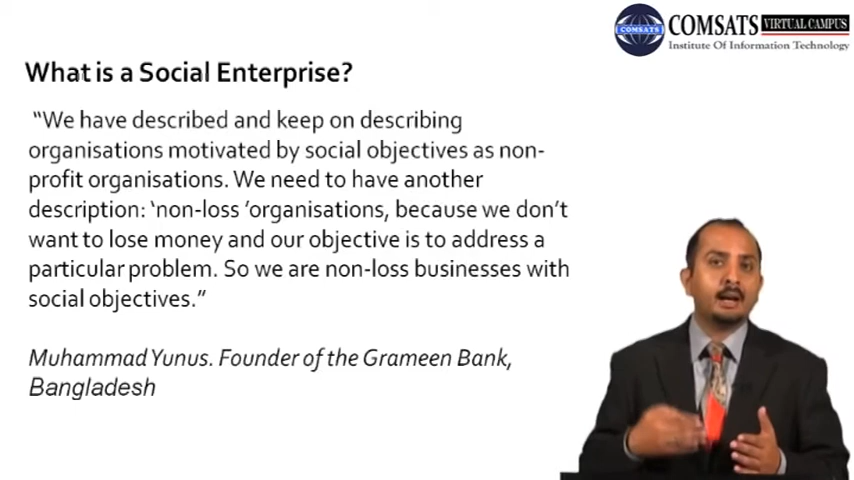 COMSATS VIRTUAL CAMPUS
Institute Of Information Technology
COMSATS
What is a Social Enterprise?
“We have described and keep on describing
organisations motivated by social objectives as non-
profit organisations. We need to have another
description: ‘non-loss ’organisations, because we don’t
want to lose money and our objective is to address a
particular problem. So we are non-loss businesses with
social objectives.”
Muhammad Yunus. Founder of the Grameen Bank,
Bangladesh